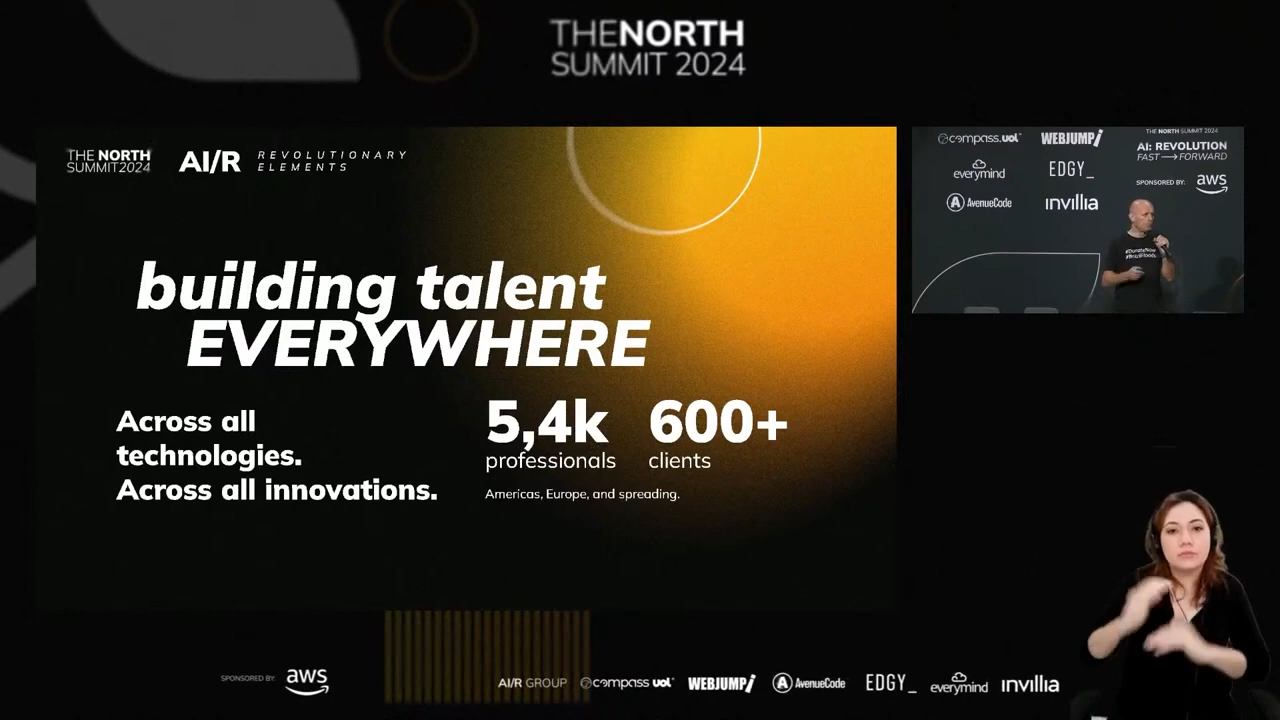 THENORTH
SUMMIT 2024
THE NORTH
SUMMIT2024
AI/R
REVOLUTIONARY
ELEMENTS
building talent
EVERYWHERE
Across all
technologies.
Across all innovations.
5,4k
professionals
600+
clients
Americas, Europe, and spreading.
THE NORTH SUMMIT 2024
compass.uol
WEBJUMP
AI: REVOLUTION
FAST FORWARD
everymind
EDGY_
SPONSORED BY:
aws
AvenueCode
invillia
#DonateNow
SPONSORED BY:
aws
AI/R GROUP
compass uol
WEBJUMP
AvenueCode
EDGY_
everymind
invillia